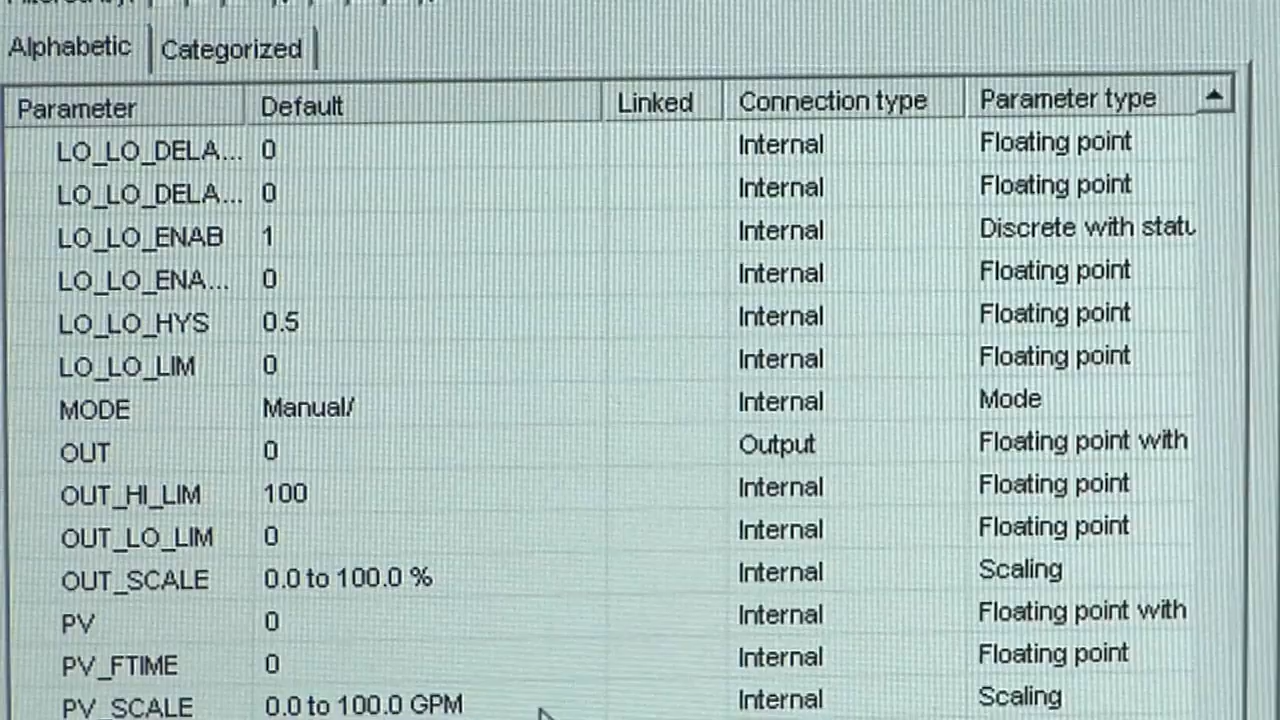 Alphabetic Categorized
Parameter Default Linked Connection type Parameter type
LO_LO_DELA... 0 Internal Floating point
LO_LO_DELA... 0 Internal Floating point
LO_LO_ENAB 1 Internal Discrete with statu
LO_LO_ENA... 0 Internal Floating point
LO_LO_HYS 0.5 Internal Floating point
LO_LO_LIM 0 Internal Floating point
MODE Manual/ Internal Mode
OUT 0 Output Floating point with
OUT_HI_LIM 100 Internal Floating point
OUT_LO_LIM 0 Internal Floating point
OUT_SCALE 0.0 to 100.0 % Internal Scaling
PV 0 Internal Floating point with
PV_FTIME 0 Internal Floating point
PV_SCALE 0.0 to 100.0 GPM Internal Scaling